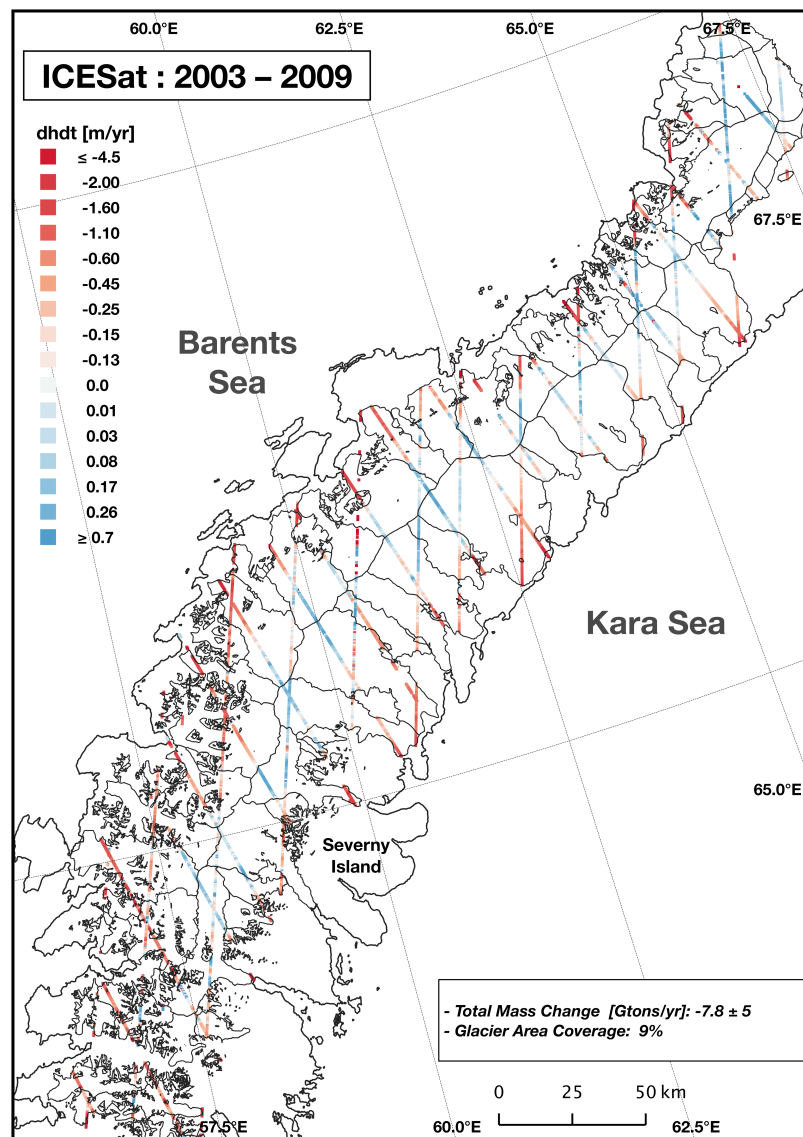 60.0°E
62.5°E
65.0°E
67.5°E
ICESat : 2003 – 2009
dhdt [m/yr]
≤ -4.5
-2.00
-1.60
-1.10
-0.60
-0.45
-0.25
-0.15
-0.13
0.0
0.01
0.03
0.08
0.17
0.26
≥ 0.7
67.5°E
Barents
Sea
Kara Sea
65.0°E
Severny
Island
- Total Mass Change [Gtons/yr]: -7.8 ± 5
- Glacier Area Coverage: 9%
0 25 50 km
57.5°E
60.0°E
62.5°E